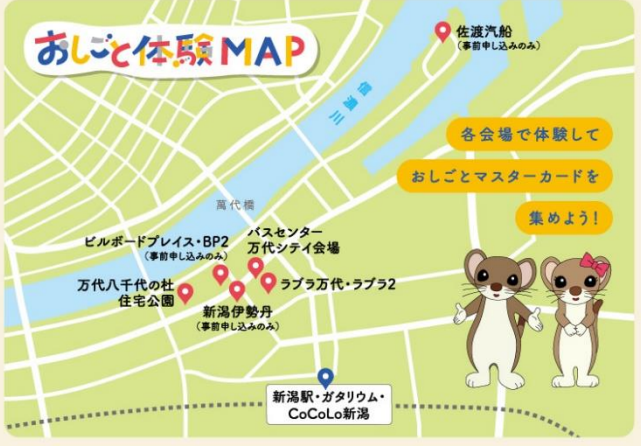 おしごと体験MAP
佐渡汽船
（事前申し込みのみ）
信濃川
各会場で体験して
おしごとマスターカードを
集めよう！
萬代橋
ビルボードプレイス・BP2
（事前申し込みのみ）
バスセンター
万代シテイ会場
万代八千代の杜
住宅公園
ラブラ万代・ラブラ2
新潟伊勢丹
（事前申し込みのみ）
新潟駅・ガタリウム・
CoCoLo新潟